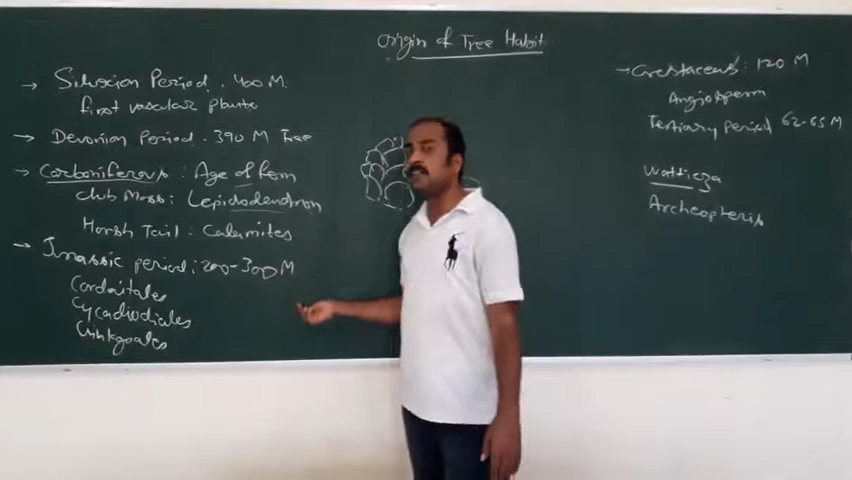 Origin of Tree Habit
→ Silurian Period . 400 M.
first vascular plants
→ Devonian Period . 390 M Tree
→ Carboniferous : Age of fern
club Moss : Lepidodendron
Horsh Tail : Calamites
→ Jurassic period : 200-300 M
Cordaitales
Cycadiodiales
Ginkgoales
→ Cretstaceous : 120 M
Angiosperm
Tertiary period 62-65 M
Wattieza
Archeopteris